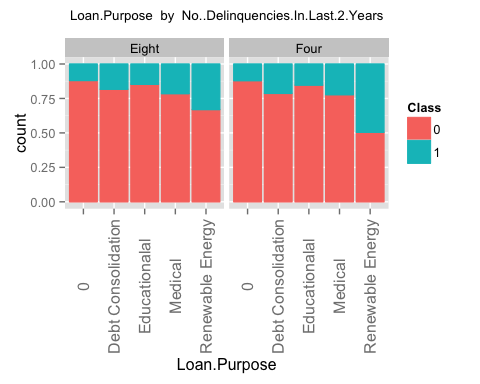 Loan.Purpose by No..Delinquencies.In.Last.2.Years
Eight
Four
1.00
0.75
0.50
0.25
0.00
count
0
Debt Consolidation
Educationalal
Medical
Renewable Energy
0
Debt Consolidation
Educationalal
Medical
Renewable Energy
Loan.Purpose
Class
0
1